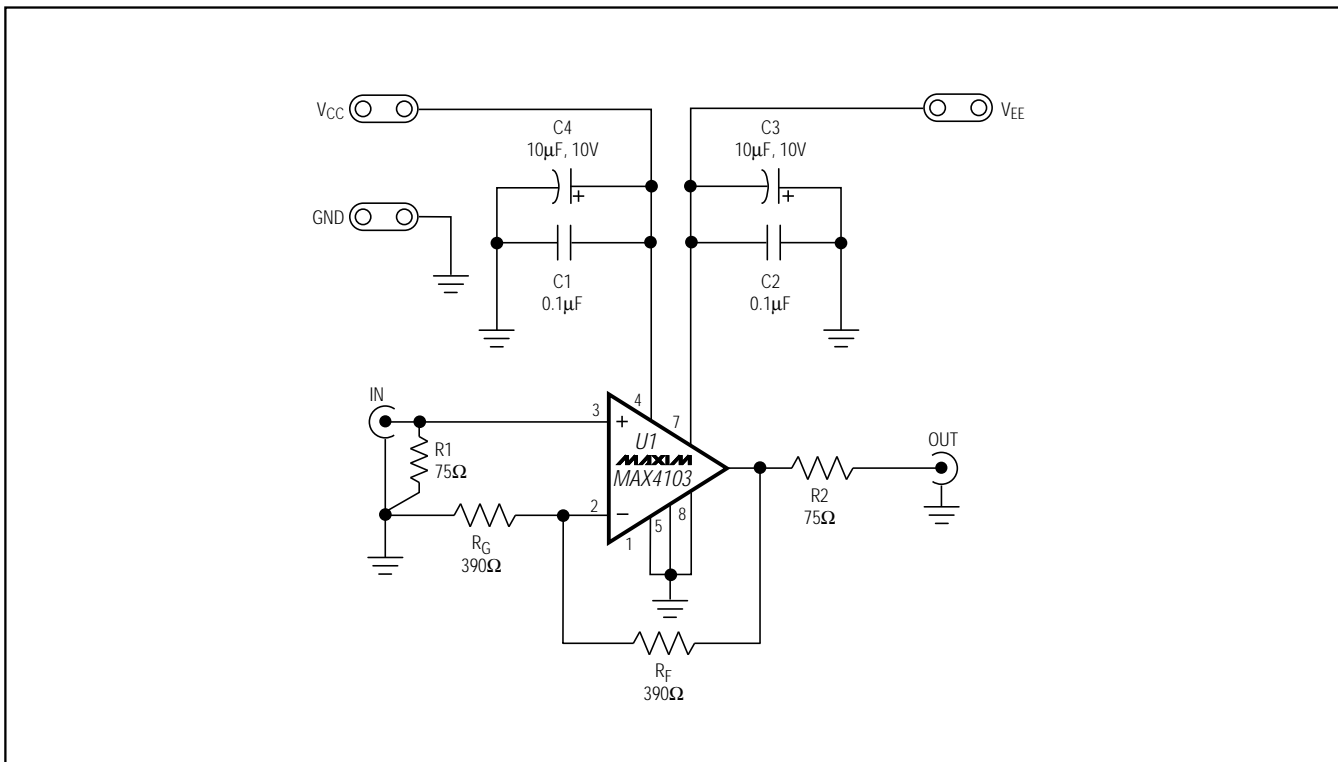 VCC
C4
10µF, 10V
C3
10µF, 10V
VEE
+
+
GND
C1
0.1µF
C2
0.1µF
IN
3
+
4
7
U1
MAXIM
MAX4103
R1
75Ω
OUT
R2
75Ω
2
−
RG
390Ω
1
5
8
RF
390Ω